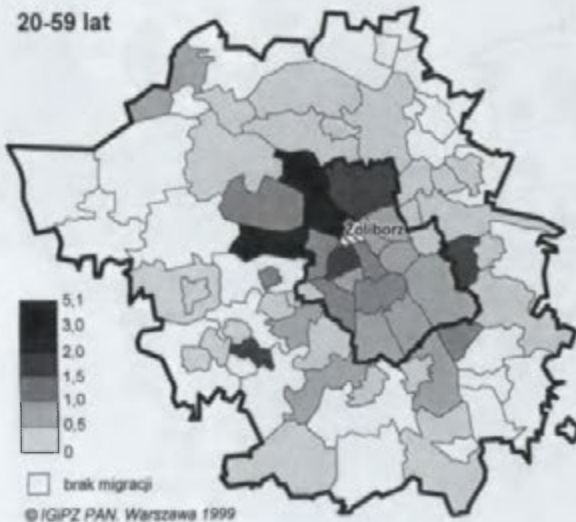 20-59 lat
Żoliborz
5,1
3,0
2,0
1,5
1,0
0,5
0
brak migracji
© IGiPZ PAN. Warszawa 1999